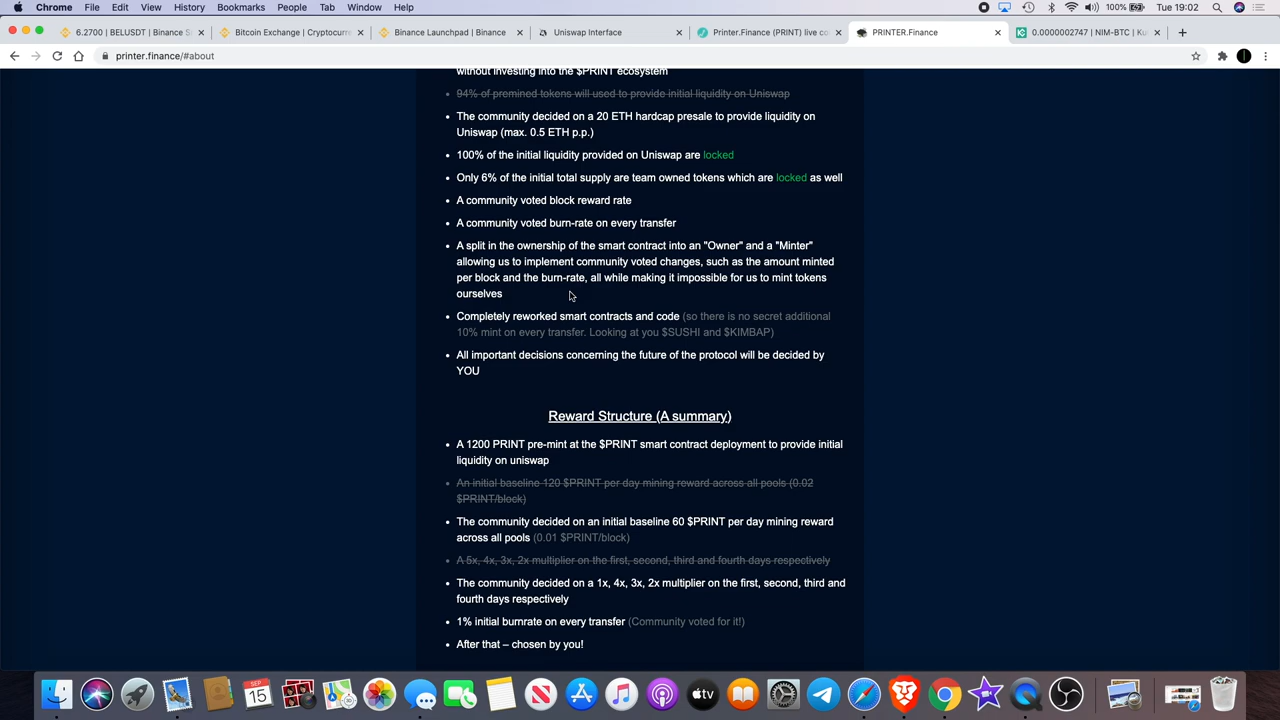 Chrome File Edit View History Bookmarks People Tab Window Help 100% Tue 19:02
6.2700 | BELUSDT | Binance S Bitcoin Exchange | Cryptocurr Binance Launchpad | Binance Uniswap Interface Printer.Finance (PRINT) live co PRINTER.Finance 0.0000002747 | NIM-BTC | Ku
printer.finance/#about
without investing into the $PRINT ecosystem
94% of premined tokens will used to provide initial liquidity on Uniswap
The community decided on a 20 ETH hardcap presale to provide liquidity on
Uniswap (max. 0.5 ETH p.p.)
100% of the initial liquidity provided on Uniswap are locked
Only 6% of the initial total supply are team owned tokens which are locked as well
A community voted block reward rate
A community voted burn-rate on every transfer
A split in the ownership of the smart contract into an "Owner" and a "Minter"
allowing us to implement community voted changes, such as the amount minted
per block and the burn-rate, all while making it impossible for us to mint tokens
ourselves
Completely reworked smart contracts and code (so there is no secret additional
10% mint on every transfer. Looking at you $SUSHI and $KIMBAP)
All important decisions concerning the future of the protocol will be decided by
YOU
Reward Structure (A summary)
A 1200 PRINT pre-mint at the $PRINT smart contract deployment to provide initial
liquidity on uniswap
An initial baseline 120 $PRINT per day mining reward across all pools (0.02
$PRINT/block)
The community decided on an initial baseline 60 $PRINT per day mining reward
across all pools (0.01 $PRINT/block)
A 5x, 4x, 3x, 2x multiplier on the first, second, third and fourth days respectively
The community decided on a 1x, 4x, 3x, 2x multiplier on the first, second, third and
fourth days respectively
1% initial burnrate on every transfer (Community voted for it!)
After that – chosen by you!
SEP
15
tv